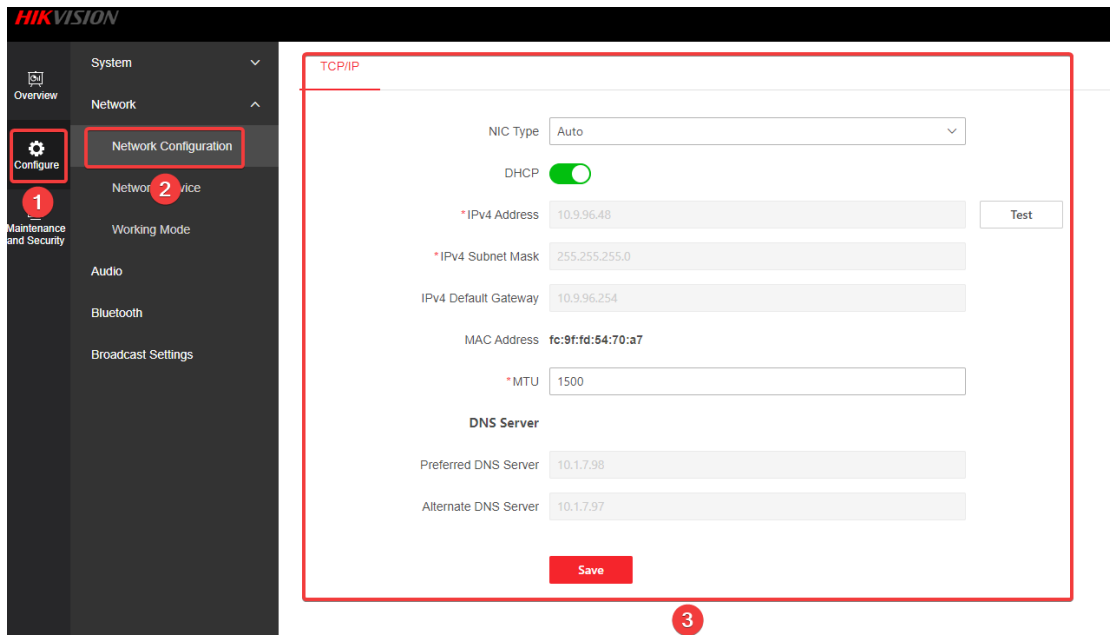 HIKVISION
Overview
Configure
1
Maintenance
and Security
System
Network
Network Configuration
2
Working Mode
Audio
Bluetooth
Broadcast Settings
TCP/IP
NIC Type Auto
DHCP
*IPv4 Address 10.9.96.48 Test
*IPv4 Subnet Mask 255.255.255.0
IPv4 Default Gateway 10.9.96.254
MAC Address fc:9f:fd:54:70:a7
*MTU 1500
DNS Server
Preferred DNS Server 10.1.7.98
Alternate DNS Server 10.1.7.97
Save
3